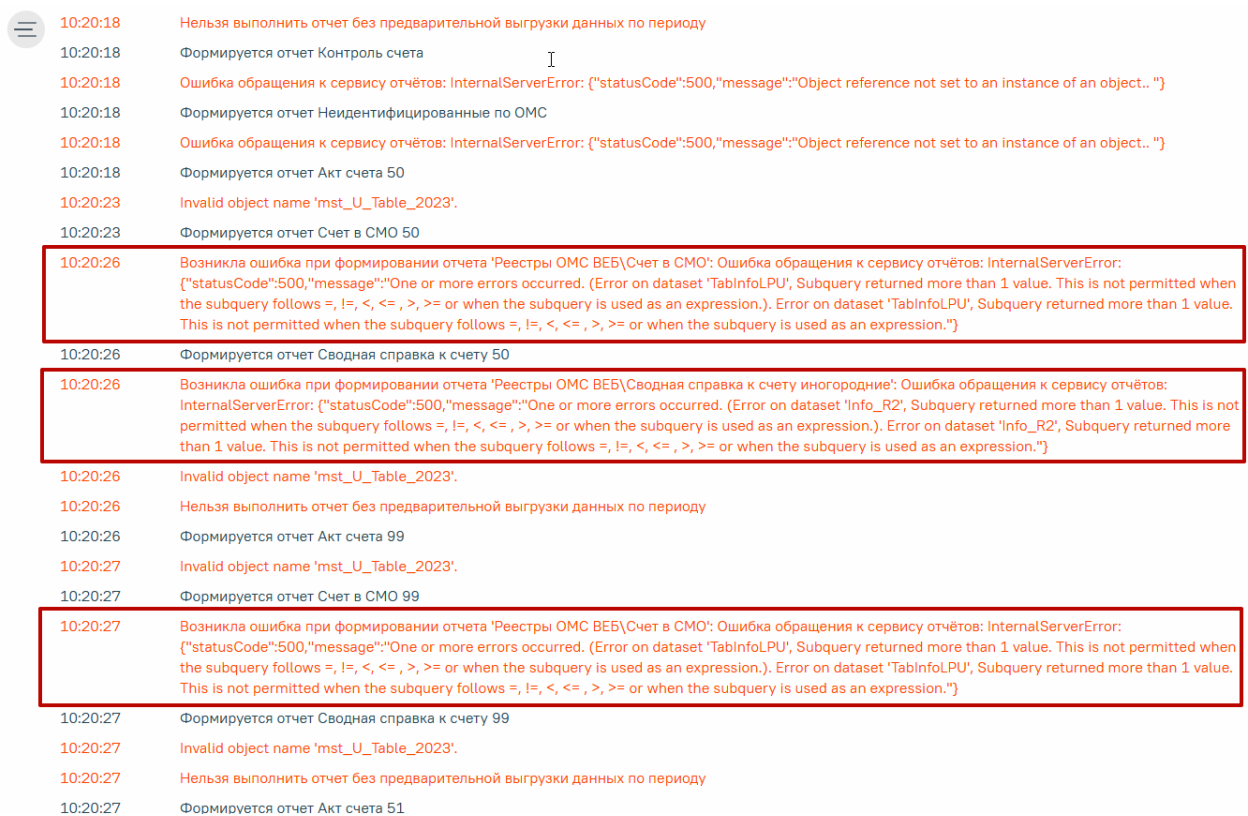 10:20:18 Нельзя выполнить отчет без предварительной выгрузки данных по периоду
10:20:18 Формируется отчет Контроль счета
10:20:18 Ошибка обращения к сервису отчётов: InternalServerError: {"statusCode":500,"message":"Object reference not set to an instance of an object.. "}
10:20:18 Формируется отчет Неидентифицированные по ОМС
10:20:18 Ошибка обращения к сервису отчётов: InternalServerError: {"statusCode":500,"message":"Object reference not set to an instance of an object.. "}
10:20:18 Формируется отчет Акт счета 50
10:20:23 Invalid object name 'mst_U_Table_2023'.
10:20:23 Формируется отчет Счет в СМО 50
10:20:26 Возникла ошибка при формировании отчета 'Реестры ОМС ВЕБ\Счет в СМО': Ошибка обращения к сервису отчётов: InternalServerError:
{"statusCode":500,"message":"One or more errors occurred. (Error on dataset 'TabInfoLPU', Subquery returned more than 1 value. This is not permitted when
the subquery follows =, !=, <, <= , >, >= or when the subquery is used as an expression.). Error on dataset 'TabInfoLPU', Subquery returned more than 1 value.
This is not permitted when the subquery follows =, !=, <, <= , >, >= or when the subquery is used as an expression."}
10:20:26 Формируется отчет Сводная справка к счету 50
10:20:26 Возникла ошибка при формировании отчета 'Реестры ОМС ВЕБ\Сводная справка к счету иногородние': Ошибка обращения к сервису отчётов:
InternalServerError: {"statusCode":500,"message":"One or more errors occurred. (Error on dataset 'Info_R2', Subquery returned more than 1 value. This is not
permitted when the subquery follows =, !=, <, <= , >, >= or when the subquery is used as an expression.). Error on dataset 'Info_R2', Subquery returned more
than 1 value. This is not permitted when the subquery follows =, !=, <, <= , >, >= or when the subquery is used as an expression."}
10:20:26 Invalid object name 'mst_U_Table_2023'.
10:20:26 Нельзя выполнить отчет без предварительной выгрузки данных по периоду
10:20:26 Формируется отчет Акт счета 99
10:20:27 Invalid object name 'mst_U_Table_2023'.
10:20:27 Формируется отчет Счет в СМО 99
10:20:27 Возникла ошибка при формировании отчета 'Реестры ОМС ВЕБ\Счет в СМО': Ошибка обращения к сервису отчётов: InternalServerError:
{"statusCode":500,"message":"One or more errors occurred. (Error on dataset 'TabInfoLPU', Subquery returned more than 1 value. This is not permitted when
the subquery follows =, !=, <, <= , >, >= or when the subquery is used as an expression.). Error on dataset 'TabInfoLPU', Subquery returned more than 1 value.
This is not permitted when the subquery follows =, !=, <, <= , >, >= or when the subquery is used as an expression."}
10:20:27 Формируется отчет Сводная справка к счету 99
10:20:27 Invalid object name 'mst_U_Table_2023'.
10:20:27 Нельзя выполнить отчет без предварительной выгрузки данных по периоду
10:20:27 Формируется отчет Акт счета 51